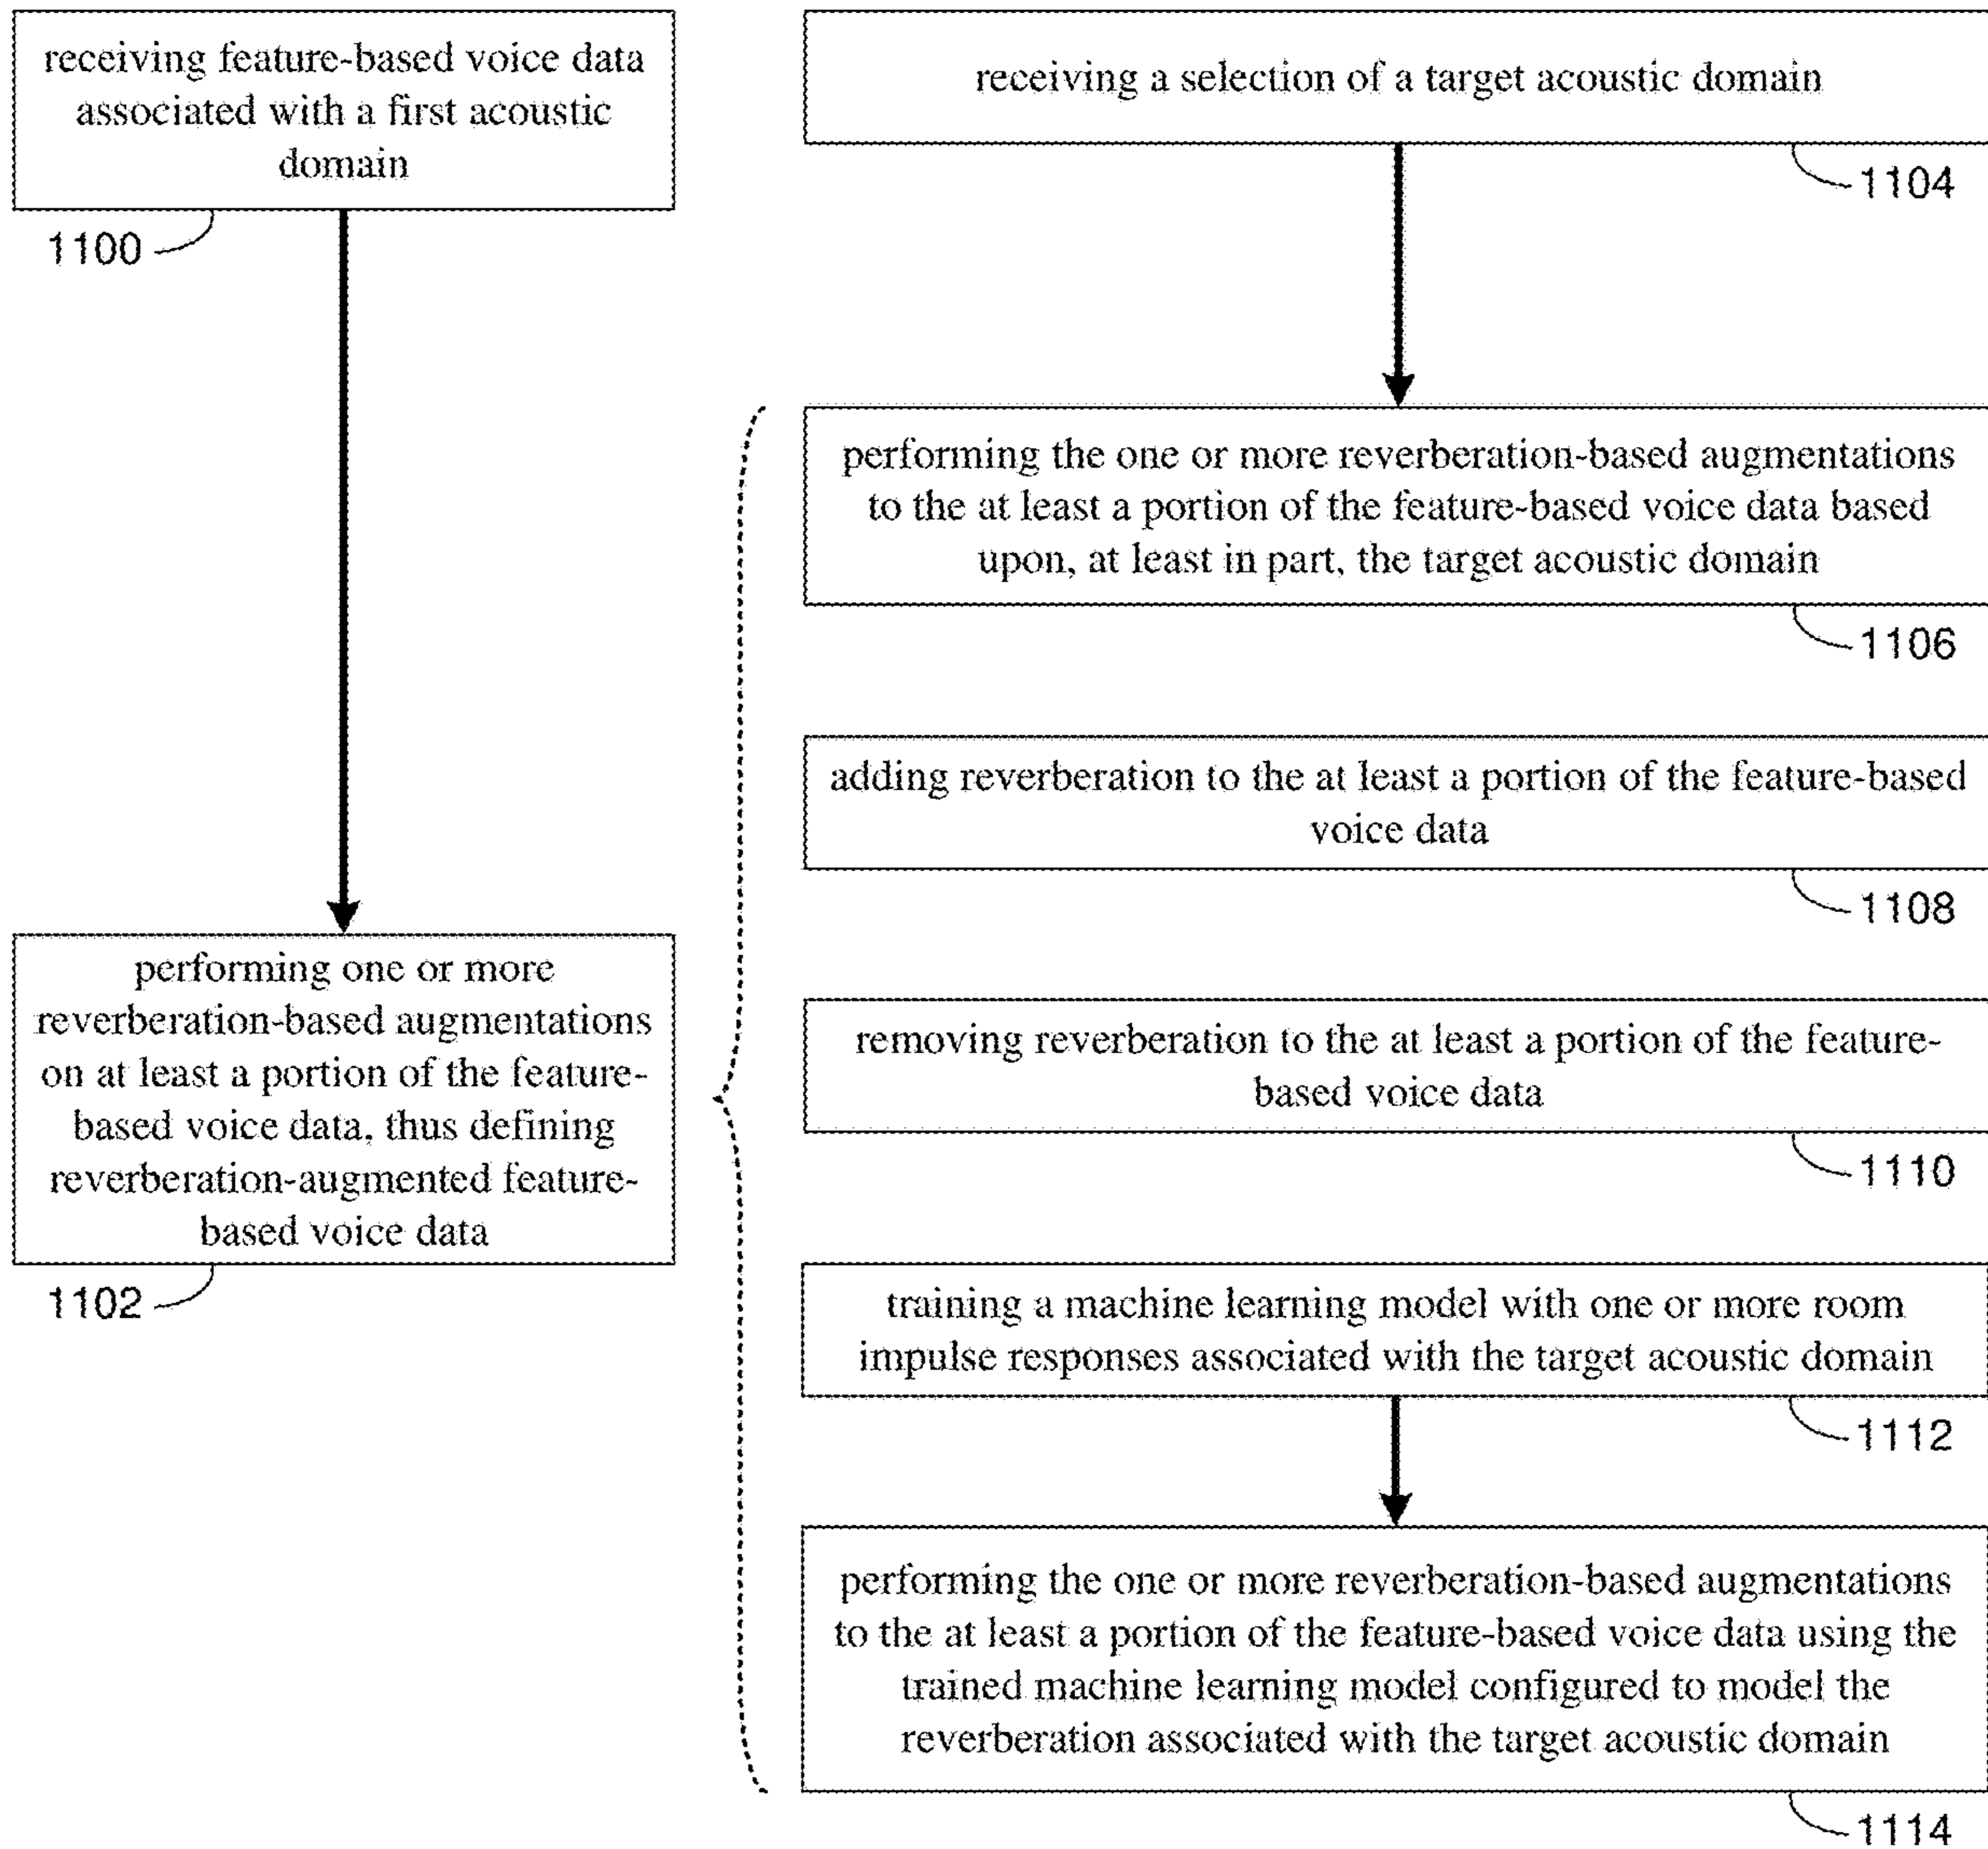 receiving feature-based voice data
associated with a first acoustic
domain
1100
performing one or more
reverberation-based augmentations
on at least a portion of the feature-
based voice data, thus defining
reverberation-augmented feature-
based voice data
1102
receiving a selection of a target acoustic domain
1104
performing the one or more reverberation-based augmentations
to the at least a portion of the feature-based voice data based
upon, at least in part, the target acoustic domain
1106
adding reverberation to the at least a portion of the feature-based
voice data
1108
removing reverberation to the at least a portion of the feature-
based voice data
1110
training a machine learning model with one or more room
impulse responses associated with the target acoustic domain
1112
performing the one or more reverberation-based augmentations
to the at least a portion of the feature-based voice data using the
trained machine learning model configured to model the
reverberation associated with the target acoustic domain
1114